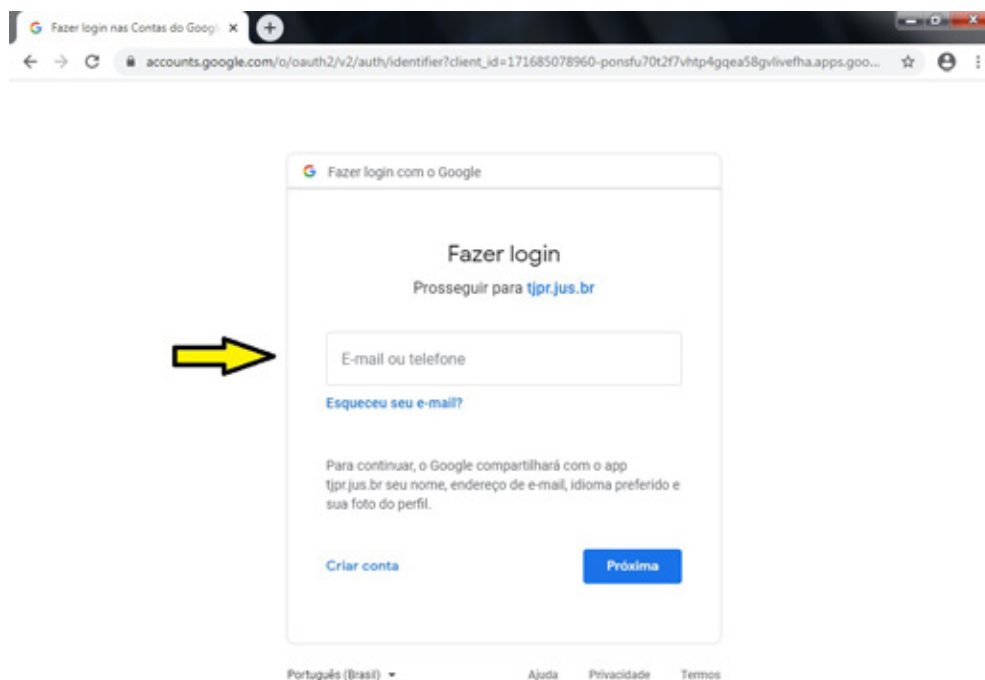 Fazer login nas Contas do Goog
accounts.google.com/o/oauth2/v2/auth/identifier?client_id=171685078960-ponsfu70t2f7vhtp4gqea58gvlivefha.apps.goo...
Fazer login com o Google
Fazer login
Prosseguir para tjpr.jus.br
E-mail ou telefone
Esqueceu seu e-mail?
Para continuar, o Google compartilhará com o app
tjpr.jus.br seu nome, endereço de e-mail, idioma preferido e
sua foto do perfil.
Criar conta Próxima
Português (Brasil) Ajuda Privacidade Termos